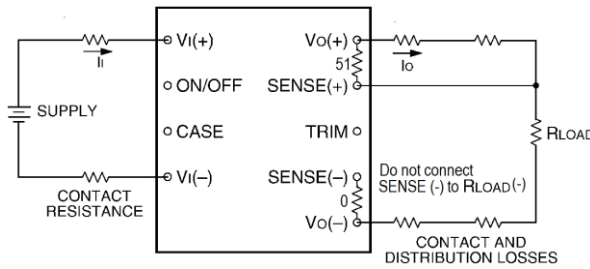 VI(+)
II
ON/OFF
SUPPLY
CASE
VI(−)
CONTACT
RESISTANCE
VO(+)
51
IO
SENSE(+)
TRIM
RLOAD
SENSE(−)
0
VO(−)
Do not connect
SENSE (-) to RLOAD(-)
CONTACT AND
DISTRIBUTION LOSSES